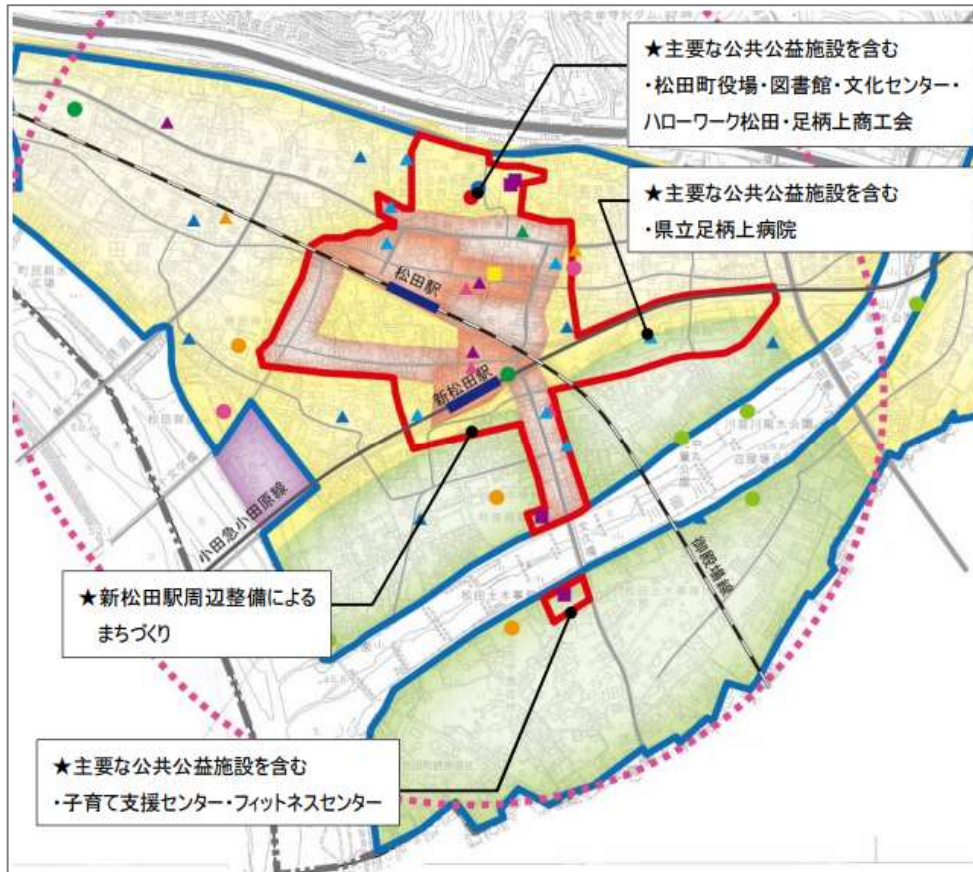 ★主要な公共公益施設を含む
・松田町役場・図書館・文化センター・
ハローワーク松田・足柄上商工会
★主要な公共公益施設を含む
・県立足柄上病院
松田駅
新松田駅
小田急小田原線
御殿場線
★新松田駅周辺整備による
まちづくり
★主要な公共公益施設を含む
・子育て支援センター・フィットネスセンター